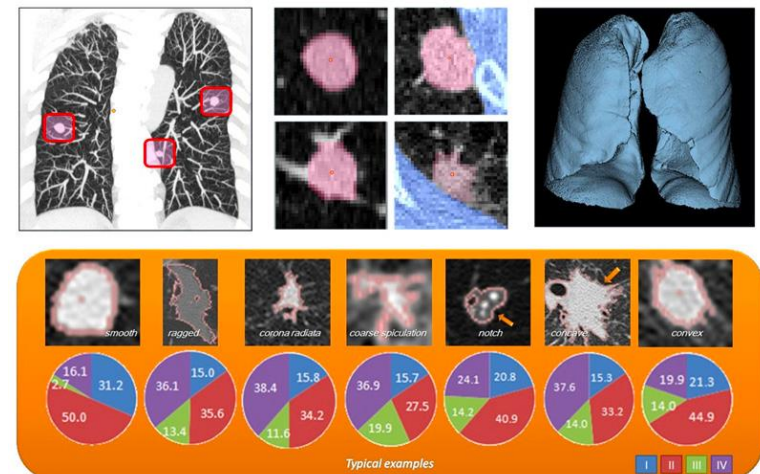 smooth
ragged
corona radiata
coarse spiculation
notch
concave
convex
16.1 31.2
2.7
50.0
36.1 15.0
35.6
13.4
38.4 15.8
34.2
11.6
36.9 15.7
27.5
19.9
24.1 20.8
14.2
40.9
37.6 15.3
33.2
14.0
19.9 21.3
14.0
44.9
Typical examples
I II III IV